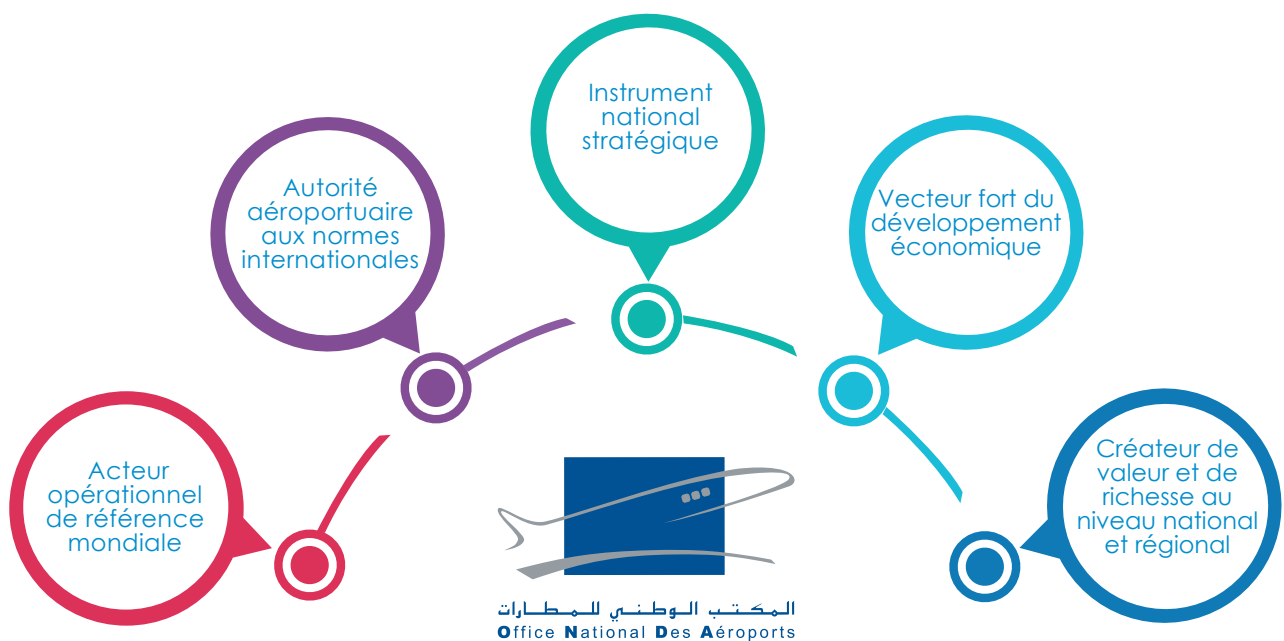 Acteur
opérationnel
de référence
mondiale
Autorité
aéroportuaire
aux normes
internationales
Instrument
national
stratégique
Vecteur fort du
développement
économique
Créateur de
valeur et de
richesse au
niveau national
et régional
المكتب الوطني للمطارات
Office National Des Aéroports